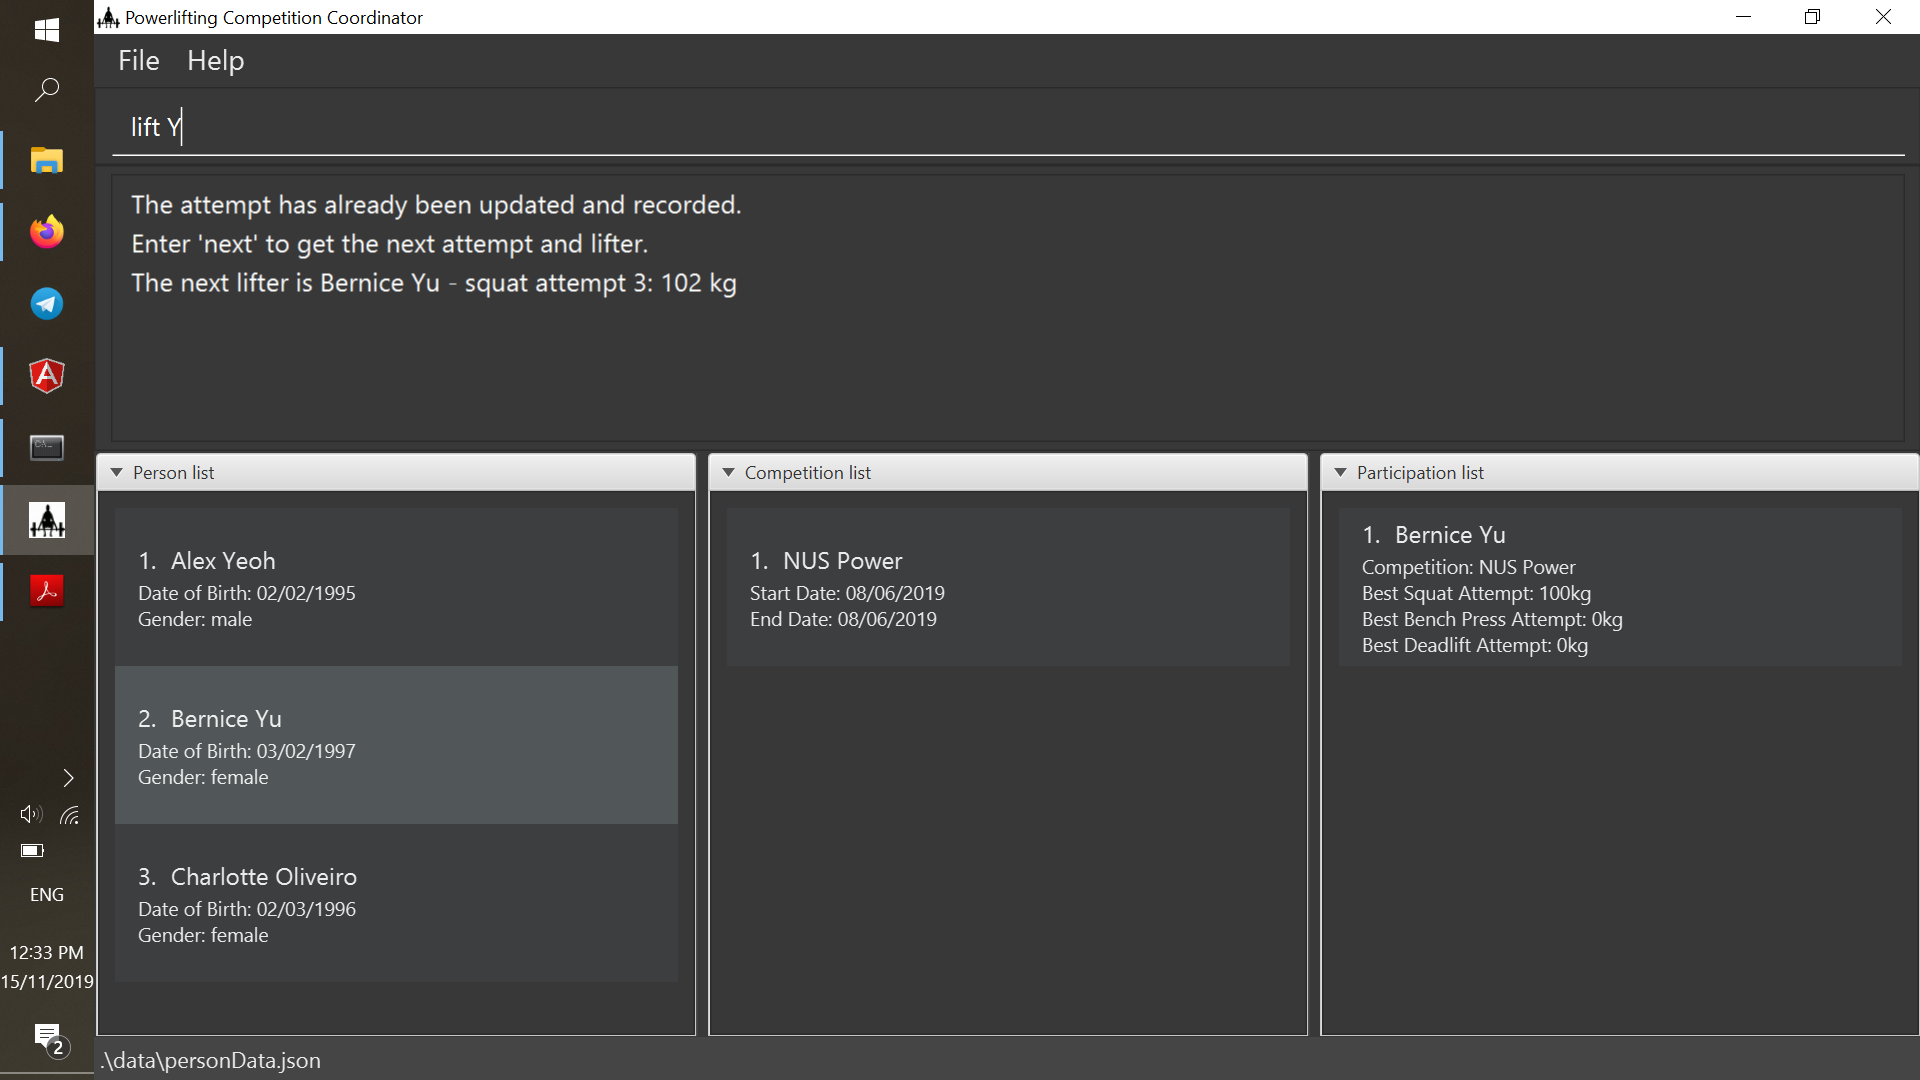 Powerlifting Competition Coordinator
File Help
lift Y
The attempt has already been updated and recorded.
Enter 'next' to get the next attempt and lifter.
The next lifter is Bernice Yu - squat attempt 3: 102 kg
Person list
1. Alex Yeoh
Date of Birth: 02/02/1995
Gender: male
2. Bernice Yu
Date of Birth: 03/02/1997
Gender: female
3. Charlotte Oliveiro
Date of Birth: 02/03/1996
Gender: female
Competition list
1. NUS Power
Start Date: 08/06/2019
End Date: 08/06/2019
Participation list
1. Bernice Yu
Competition: NUS Power
Best Squat Attempt: 100kg
Best Bench Press Attempt: 0kg
Best Deadlift Attempt: 0kg
.\data\personData.json
ENG
12:33 PM
15/11/2019
2